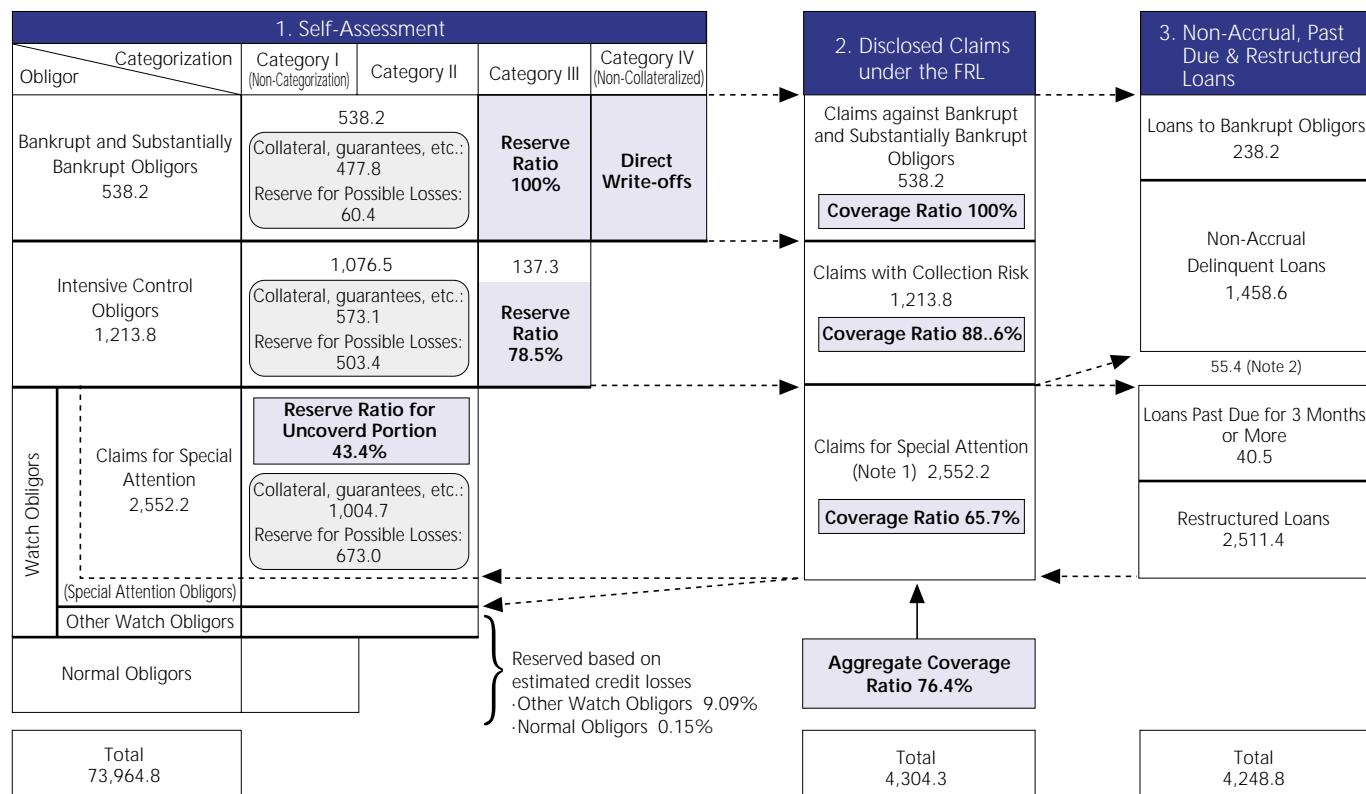 1. Self-Assessment
Categorization
Obligor
Category I
(Non-Categorization)
Category II
Category III
Category IV
(Non-Collateralized)
Bankrupt and Substantially
Bankrupt Obligors
538.2
538.2
Collateral, guarantees, etc.:
477.8
Reserve for Possible Losses:
60.4
Reserve
Ratio
100%
Direct
Write-offs
Intensive Control
Obligors
1,213.8
1,076.5
Collateral, guarantees, etc.:
573.1
Reserve for Possible Losses:
503.4
137.3
Reserve
Ratio
78.5%
Watch Obligors
Claims for Special
Attention
2,552.2
(Special Attention Obligors)
Reserve Ratio for
Uncoverd Portion
43.4%
Collateral, guarantees, etc.:
1,004.7
Reserve for Possible Losses:
673.0
Other Watch Obligors
Normal Obligors
Reserved based on
estimated credit losses
·Other Watch Obligors 9.09%
·Normal Obligors 0.15%
Total
73,964.8
2. Disclosed Claims
under the FRL
Claims against Bankrupt
and Substantially Bankrupt
Obligors
538.2
Coverage Ratio 100%
Claims with Collection Risk
1,213.8
Coverage Ratio 88..6%
Claims for Special Attention
(Note 1) 2,552.2
Coverage Ratio 65.7%
Aggregate Coverage
Ratio 76.4%
Total
4,304.3
3. Non-Accrual, Past
Due & Restructured
Loans
Loans to Bankrupt Obligors
238.2
Non-Accrual
Delinquent Loans
1,458.6
55.4 (Note 2)
Loans Past Due for 3 Months
or More
40.5
Restructured Loans
2,511.4
Total
4,248.8